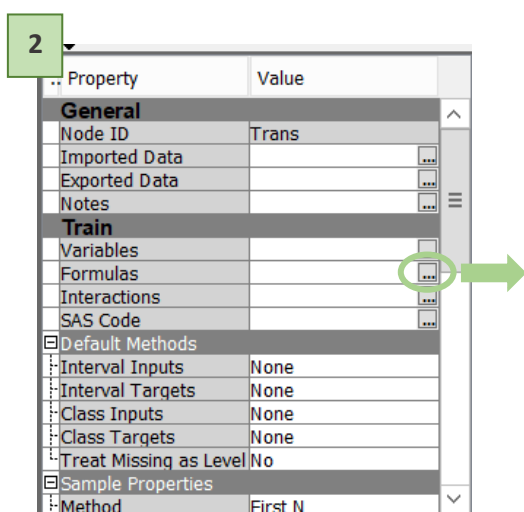 2
.. Property Value
General
Node ID Trans
Imported Data ...
Exported Data ...
Notes ...
Train
Variables
Formulas ...
Interactions ...
SAS Code ...
Default Methods
Interval Inputs None
Interval Targets None
Class Inputs None
Class Targets None
Treat Missing as Level No
Sample Properties
Method First N